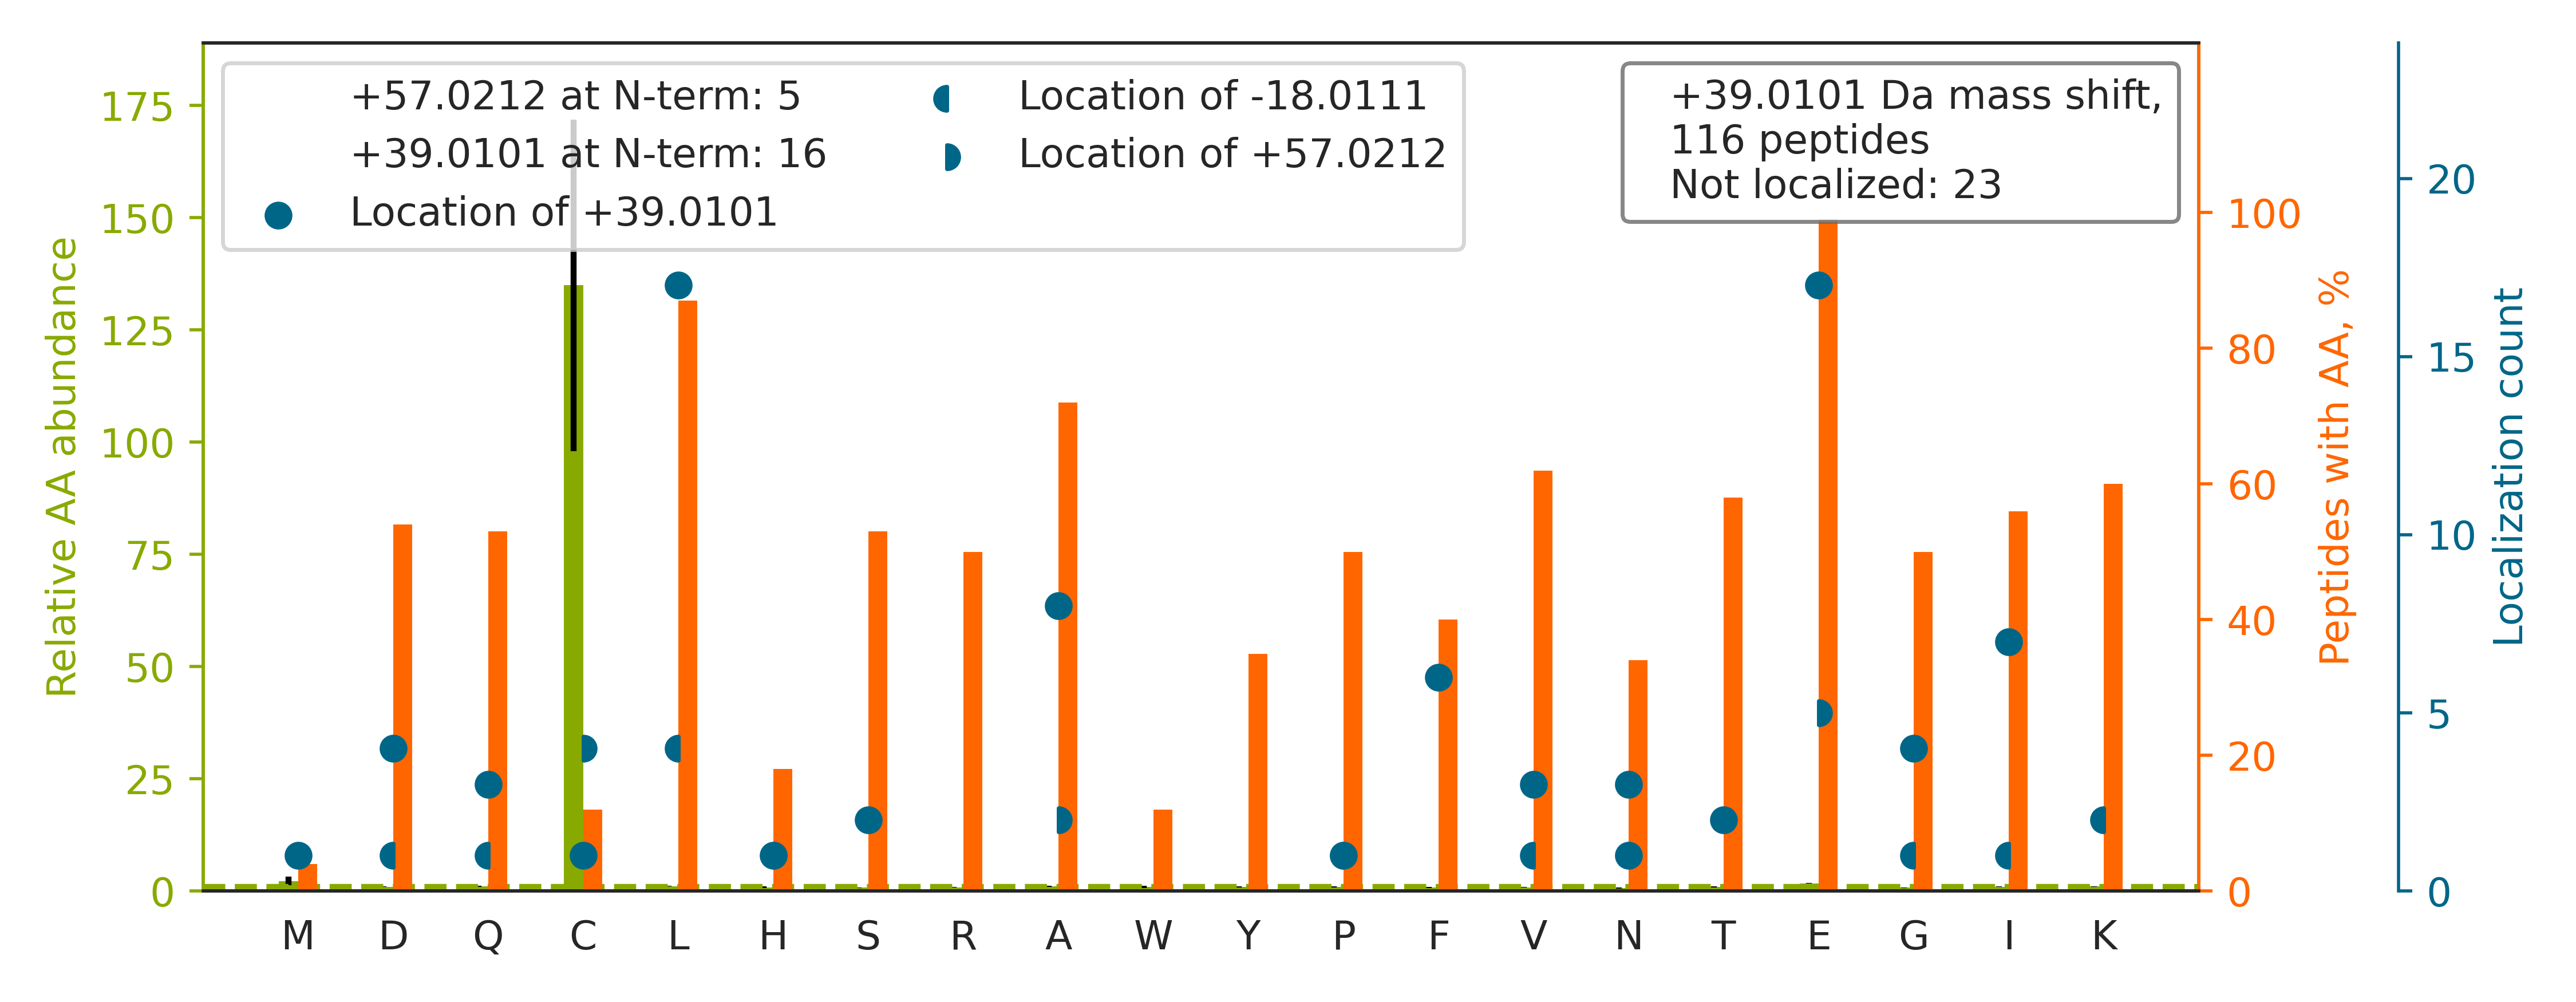 +57.0212 at N-term: 5
+39.0101 at N-term: 16
Location of +39.0101
Location of -18.0111
Location of +57.0212
+39.0101 Da mass shift,
116 peptides
Not localized: 23
Relative AA abundance
175
150
125
100
75
50
25
0
Peptides with AA, %
100
80
60
40
20
0
Localization count
20
15
10
5
0
M D Q C L H S R A W Y P F V N T E G I K